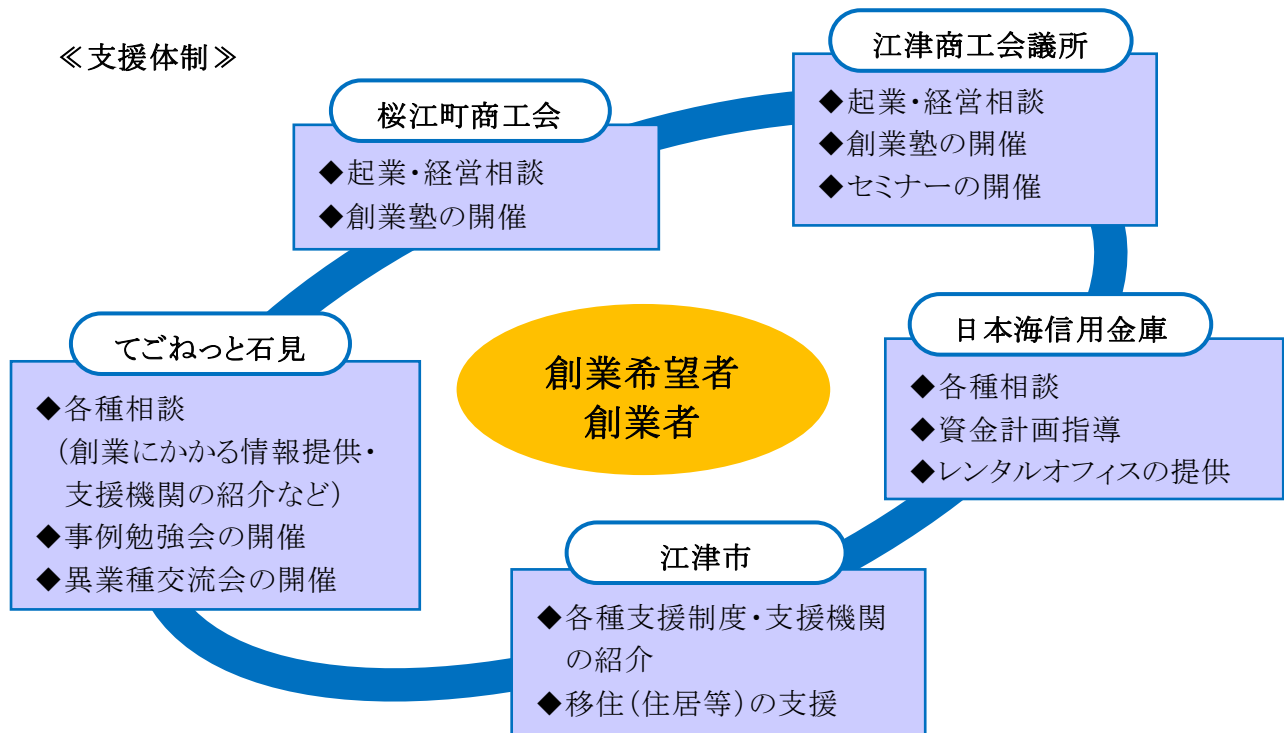 ≪支援体制≫
江津商工会議所
◆起業・経営相談
◆創業塾の開催
◆セミナーの開催
桜江町商工会
◆起業・経営相談
◆創業塾の開催
てごねっと石見
◆各種相談
(創業にかかる情報提供・
支援機関の紹介など)
◆事例勉強会の開催
◆異業種交流会の開催
創業希望者
創業者
日本海信用金庫
◆各種相談
◆資金計画指導
◆レンタルオフィスの提供
江津市
◆各種支援制度・支援機関
の紹介
◆移住(住居等)の支援